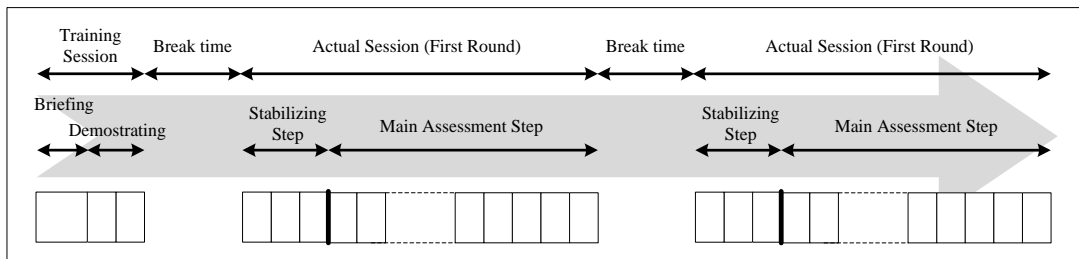 Training
Session
Break time
Actual Session (First Round)
Break time
Actual Session (First Round)
Briefing
Demostrating
Stabilizing
Step
Main Assessment Step
Stabilizing
Step
Main Assessment Step